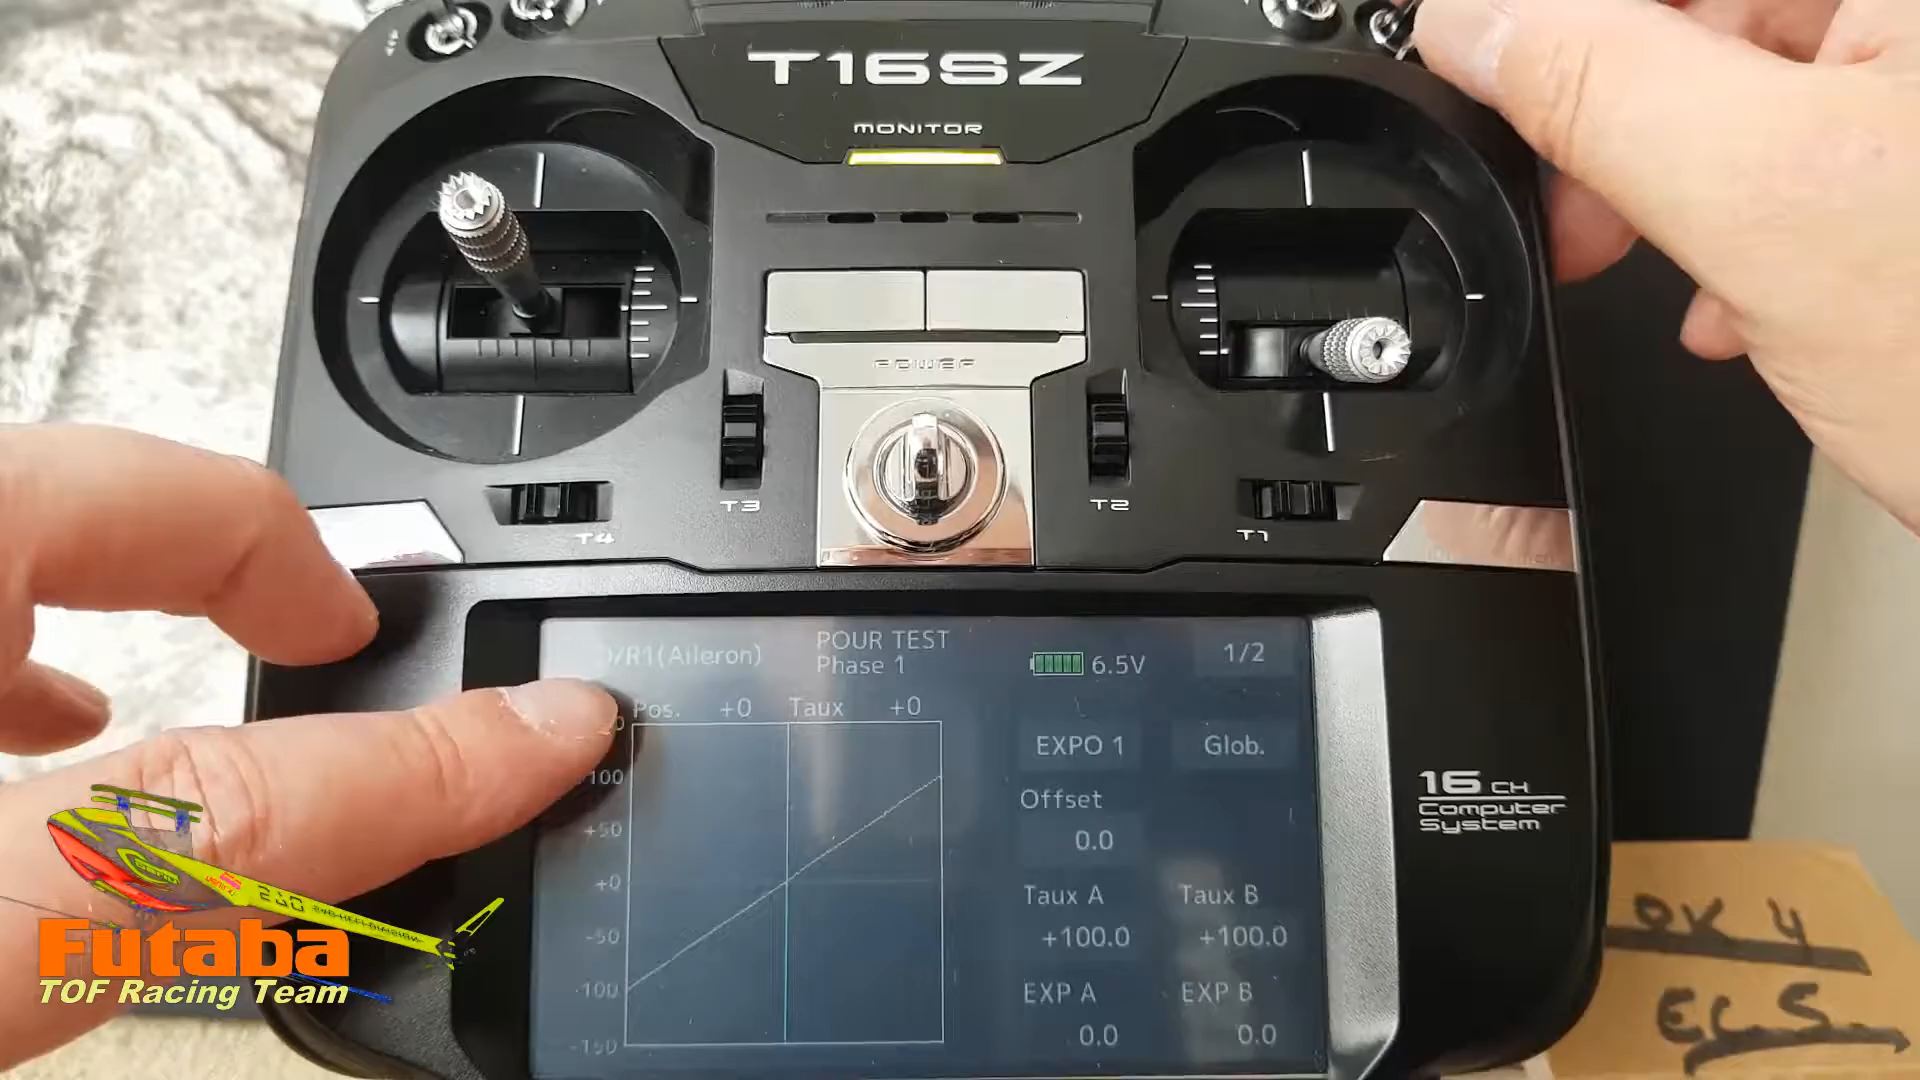 T16SZ
MONITOR
POWER
T3
T2
T4
T1
/R1(Aileron)
POUR TEST
Phase 1
6.5V
1/2
Pos. +0 Taux +0
EXPO 1
Glob.
Offset
0.0
Taux A
Taux B
+100.0
+100.0
EXP A
EXP B
0.0
0.0
100
+50
+0
-50
-100
-150
16 CH
Computer
System
OK 4
Futaba
TOF Racing Team